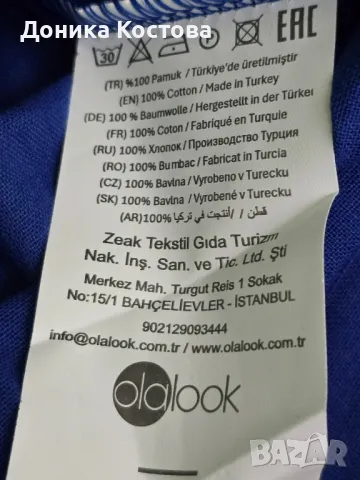 Доника Костова
30 EAC
(TR) %100 Pamuk / Türkiye'de üretilmiştir
(EN) 100% Cotton / Made in Turkey
(DE) 100% Baumwolle / Hergestellt in der Türkei
(FR) 100% Coton / Fabriqué en Turquie
(RU) 100% Хлопок / Производство Турция
(RO) 100% Bumbac / Fabricat in Turcia
(CZ) 100% Bavlna / Vyrobeno v Turecku
(SK) 100% Bavlna / Vyrobené v Turecku
(AR) 100% قطن / أنتجت في تركيا
Zeak Tekstil Gıda Turizm
Nak. İnş. San. ve Tic. Ltd. Şti
Merkez Mah. Turgut Reis 1 Sokak
No:15/1 BAHÇELİEVLER - İSTANBUL
902129093444
info@olalook.com.tr / www.olalook.com.tr
olalook
BAZAR